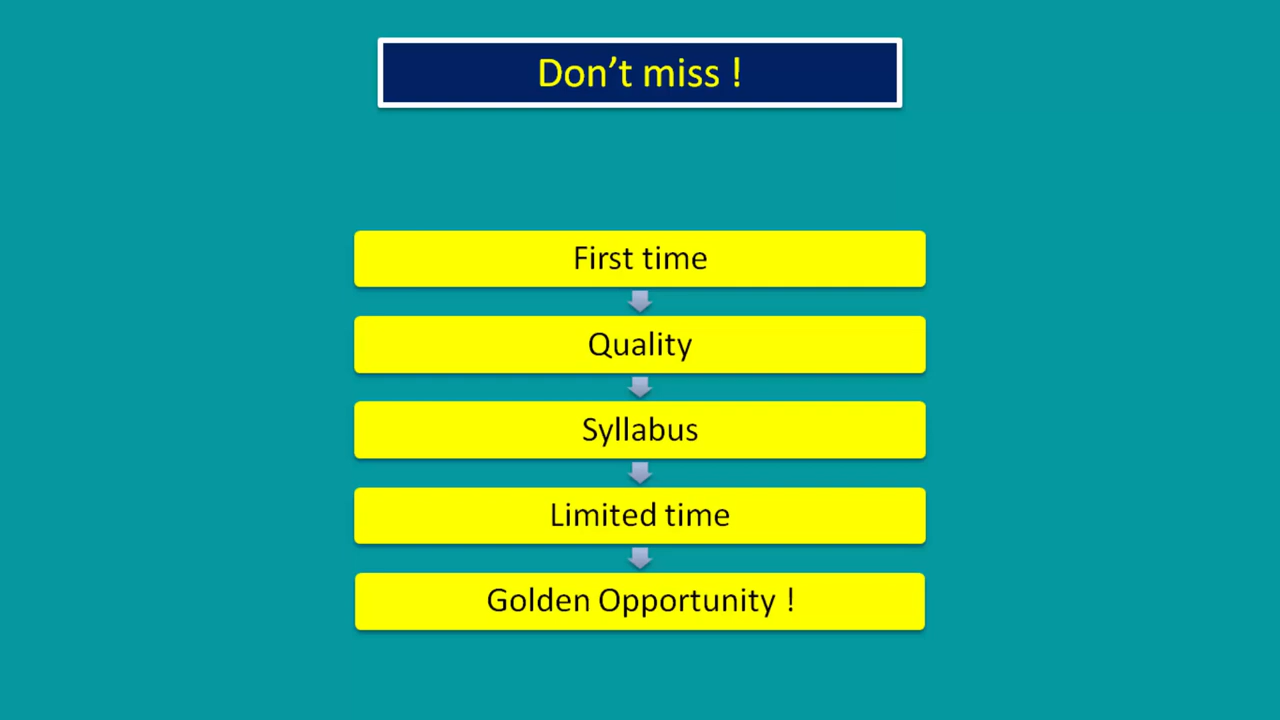 Don’t miss !
First time
Quality
Syllabus
Limited time
Golden Opportunity !